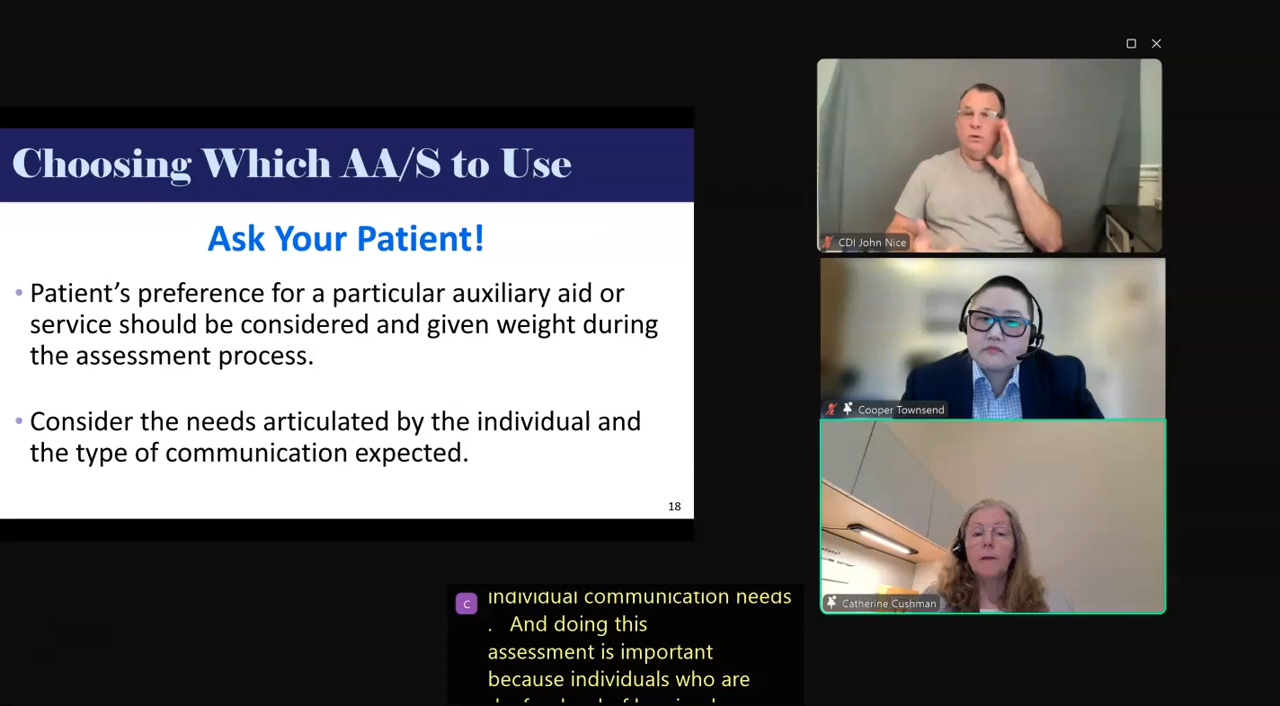 Choosing Which AA/S to Use
Ask Your Patient!
• Patient's preference for a particular auxiliary aid or
service should be considered and given weight during
the assessment process.
• Consider the needs articulated by the individual and
the type of communication expected.
18
CDI John Nice
Cooper Townsend
Catherine Cushman
C
individual communication needs
. And doing this
assessment is important
because individuals who are